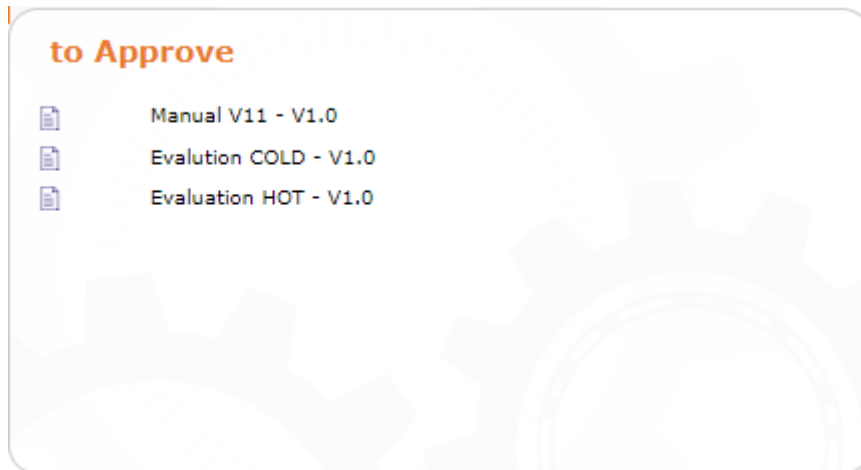 to Approve
Manual V11 - V1.0
Evalution COLD - V1.0
Evaluation HOT - V1.0